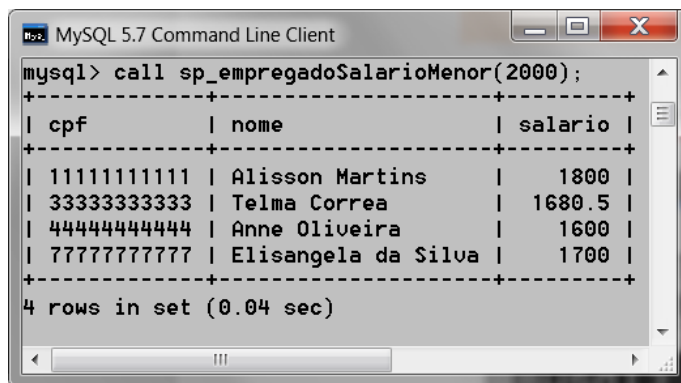 MySQL 5.7 Command Line Client
mysql> call sp_empregadoSalarioMenor(2000);
+-------------+---------------------+---------+
| cpf | nome | salario |
+-------------+---------------------+---------+
| 11111111111 | Alisson Martins | 1800 |
| 33333333333 | Telma Correa | 1680.5 |
| 44444444444 | Anne Oliveira | 1600 |
| 77777777777 | Elisangela da Silva | 1700 |
+-------------+---------------------+---------+
4 rows in set (0.04 sec)